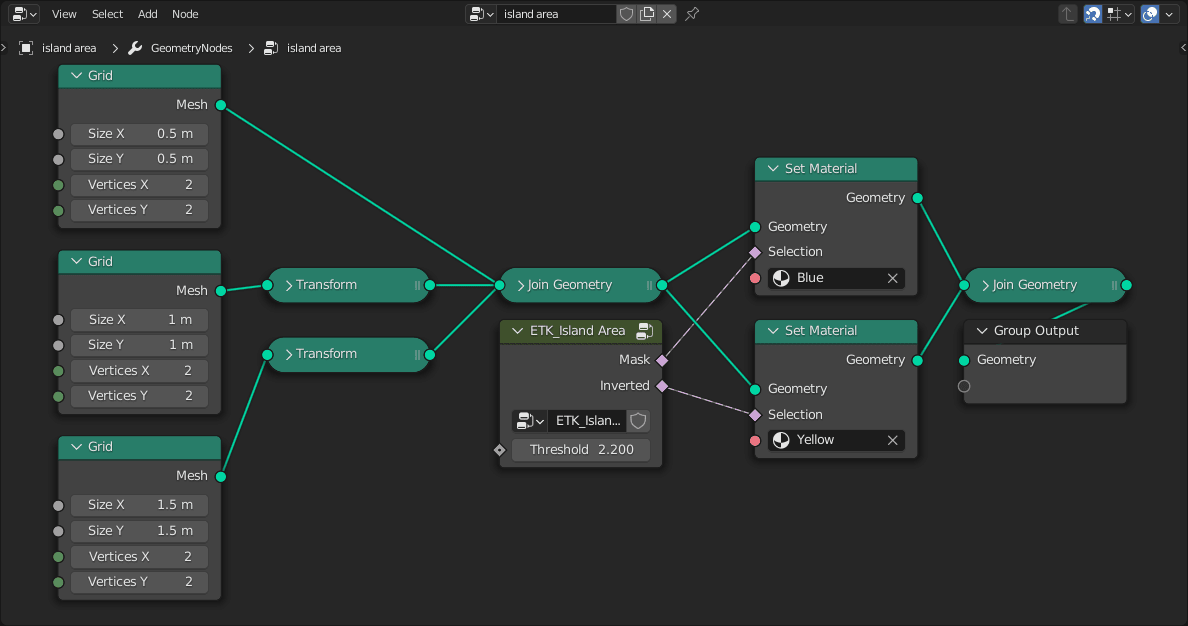 View Select Add Node island area
island area GeometryNodes island area
Grid
Mesh
Size X 0.5 m
Size Y 0.5 m
Vertices X 2
Vertices Y 2
Grid
Mesh
Size X 1 m
Size Y 1 m
Vertices X 2
Vertices Y 2
Grid
Mesh
Size X 1.5 m
Size Y 1.5 m
Vertices X 2
Vertices Y 2
Transform
Transform
Join Geometry
ETK_Island Area
Mask
Inverted
ETK_Islan...
Threshold 2.200
Set Material
Geometry
Geometry
Selection
Blue
Set Material
Geometry
Geometry
Selection
Yellow
Join Geometry
Group Output
Geometry